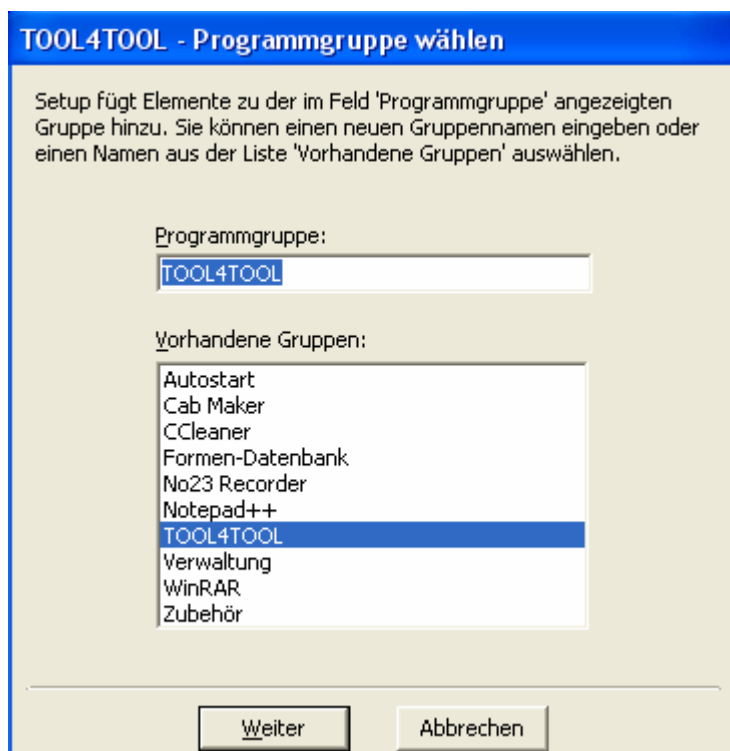 TOOL4TOOL - Programmgruppe wählen
Setup fügt Elemente zu der im Feld 'Programmgruppe' angezeigten
Gruppe hinzu. Sie können einen neuen Gruppennamen eingeben oder
einen Namen aus der Liste 'Vorhandene Gruppen' auswählen.
Programmgruppe:
TOOL4TOOL
Vorhandene Gruppen:
Autostart
Cab Maker
CCleaner
Formen-Datenbank
No23 Recorder
Notepad++
TOOL4TOOL
Verwaltung
WinRAR
Zubehör
Weiter Abbrechen